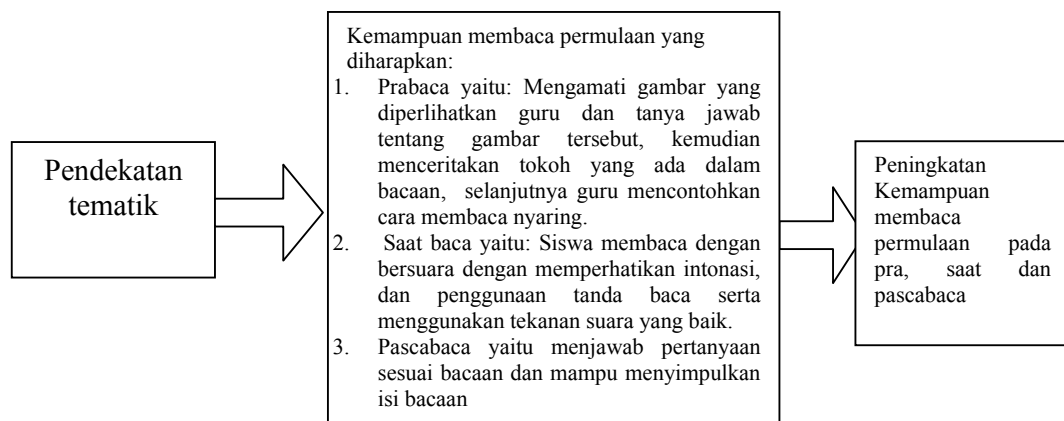 Pendekatan
tematik
Kemampuan membaca permulaan yang
diharapkan:
1. Prabaca yaitu: Mengamati gambar yang
diperlihatkan guru dan tanya jawab
tentang gambar tersebut, kemudian
menceritakan tokoh yang ada dalam
bacaan, selanjutnya guru mencontohkan
cara membaca nyaring.
2. Saat baca yaitu: Siswa membaca dengan
bersuara dengan memperhatikan intonasi,
dan penggunaan tanda baca serta
menggunakan tekanan suara yang baik.
3. Pascabaca yaitu menjawab pertanyaan
sesuai bacaan dan mampu menyimpulkan
isi bacaan
Peningkatan
Kemampuan
membaca
permulaan pada
pra, saat dan
pascabaca